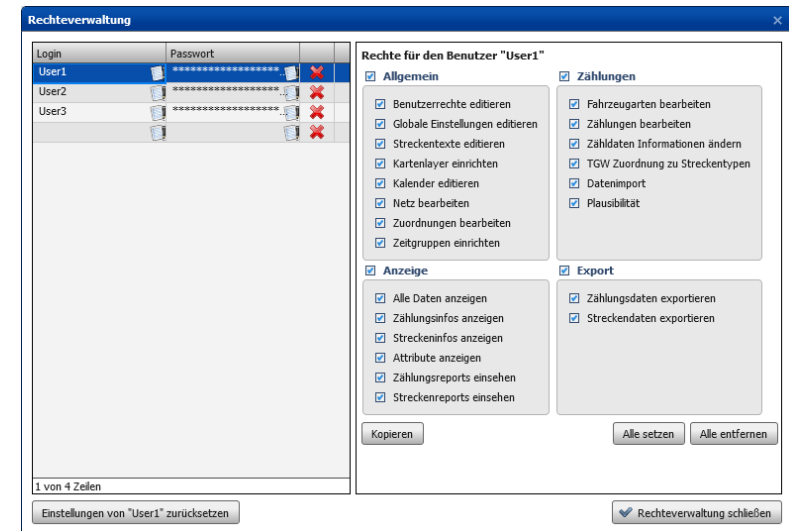 Rechteverwaltung
Login Passwort
User1 ******************* ..
User2 ******************* ..
User3 ******************* ..
1 von 4 Zeilen
Einstellungen von "User1" zurücksetzen
Rechte für den Benutzer "User1"
Allgemein
Benutzerrechte editieren
Globale Einstellungen editieren
Streckentexte editieren
Kartenlayer einrichten
Kalender editieren
Netz bearbeiten
Zuordnungen bearbeiten
Zeitgruppen einrichten
Zählungen
Fahrzeugarten bearbeiten
Zählungen bearbeiten
Zähldaten Informationen ändern
TGW Zuordnung zu Streckentypen
Datenimport
Plausibilität
Anzeige
Alle Daten anzeigen
Zählungsinfos anzeigen
Streckeninfos anzeigen
Attribute anzeigen
Zählungsreports einsehen
Streckenreports einsehen
Export
Zählungsdaten exportieren
Streckendaten exportieren
Kopieren
Alle setzen
Alle entfernen
Rechteverwaltung schließen